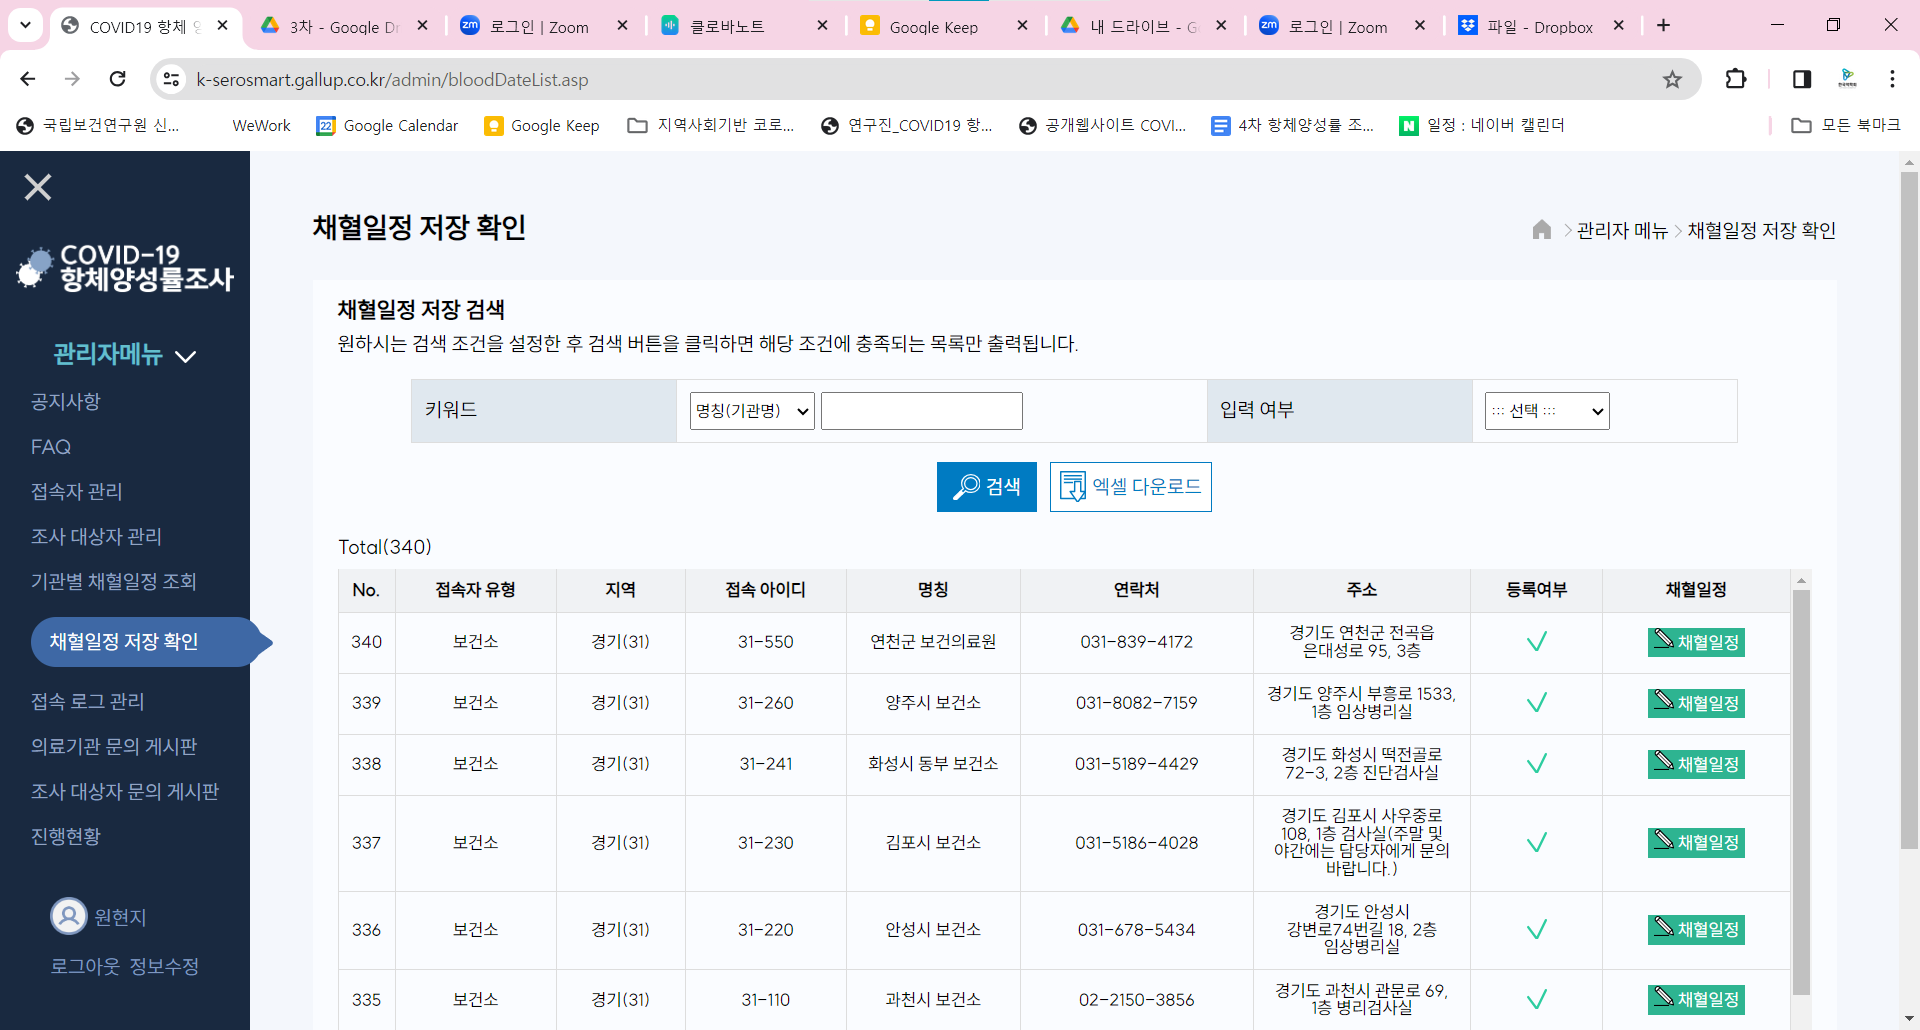 COVID19 항체
3차 - Google Dr
로그인 | Zoom
클로바노트
Google Keep
내 드라이브 - G
로그인 | Zoom
파일 - Dropbox
k-serosmart.gallup.co.kr/admin/bloodDateList.asp
국립보건연구원 신...
WeWork
Google Calendar
Google Keep
지역사회기반 코로...
연구진_COVID19 항...
공개웹사이트 COVI...
4차 항체양성률 조...
일정 : 네이버 캘린더
모든 북마크
COVID-19
항체양성률조사
관리자메뉴
공지사항
FAQ
접속자 관리
조사 대상자 관리
기관별 채혈일정 조회
채혈일정 저장 확인
접속 로그 관리
의료기관 문의 게시판
조사 대상자 문의 게시판
진행현황
원현지
로그아웃 정보수정
채혈일정 저장 확인
관리자 메뉴 > 채혈일정 저장 확인
채혈일정 저장 검색
원하시는 검색 조건을 설정한 후 검색 버튼을 클릭하면 해당 조건에 충족되는 목록만 출력됩니다.
키워드 명칭(기관명) 입력 여부 ::: 선택 :::
검색 엑셀 다운로드
Total(340)
No. 접속자 유형 지역 접속 아이디 명칭 연락처 주소 등록여부 채혈일정
340 보건소 경기(31) 31-550 연천군 보건의료원 031-839-4172 경기도 연천군 전곡읍
은대성로 95, 3층 채혈일정
339 보건소 경기(31) 31-260 양주시 보건소 031-8082-7159 경기도 양주시 부흥로 1533,
1층 임상병리실 채혈일정
338 보건소 경기(31) 31-241 화성시 동부 보건소 031-5189-4429 경기도 화성시 떡전골로
72-3, 2층 진단검사실 채혈일정
337 보건소 경기(31) 31-230 김포시 보건소 031-5186-4028 경기도 김포시 사우중로
108, 1층 검사실(주말 및
야간에는 담당자에게 문의
바랍니다.) 채혈일정
336 보건소 경기(31) 31-220 안성시 보건소 031-678-5434 경기도 안성시
강변로74번길 18, 2층
임상병리실 채혈일정
335 보건소 경기(31) 31-110 과천시 보건소 02-2150-3856 경기도 과천시 관문로 69,
1층 병리검사실 채혈일정